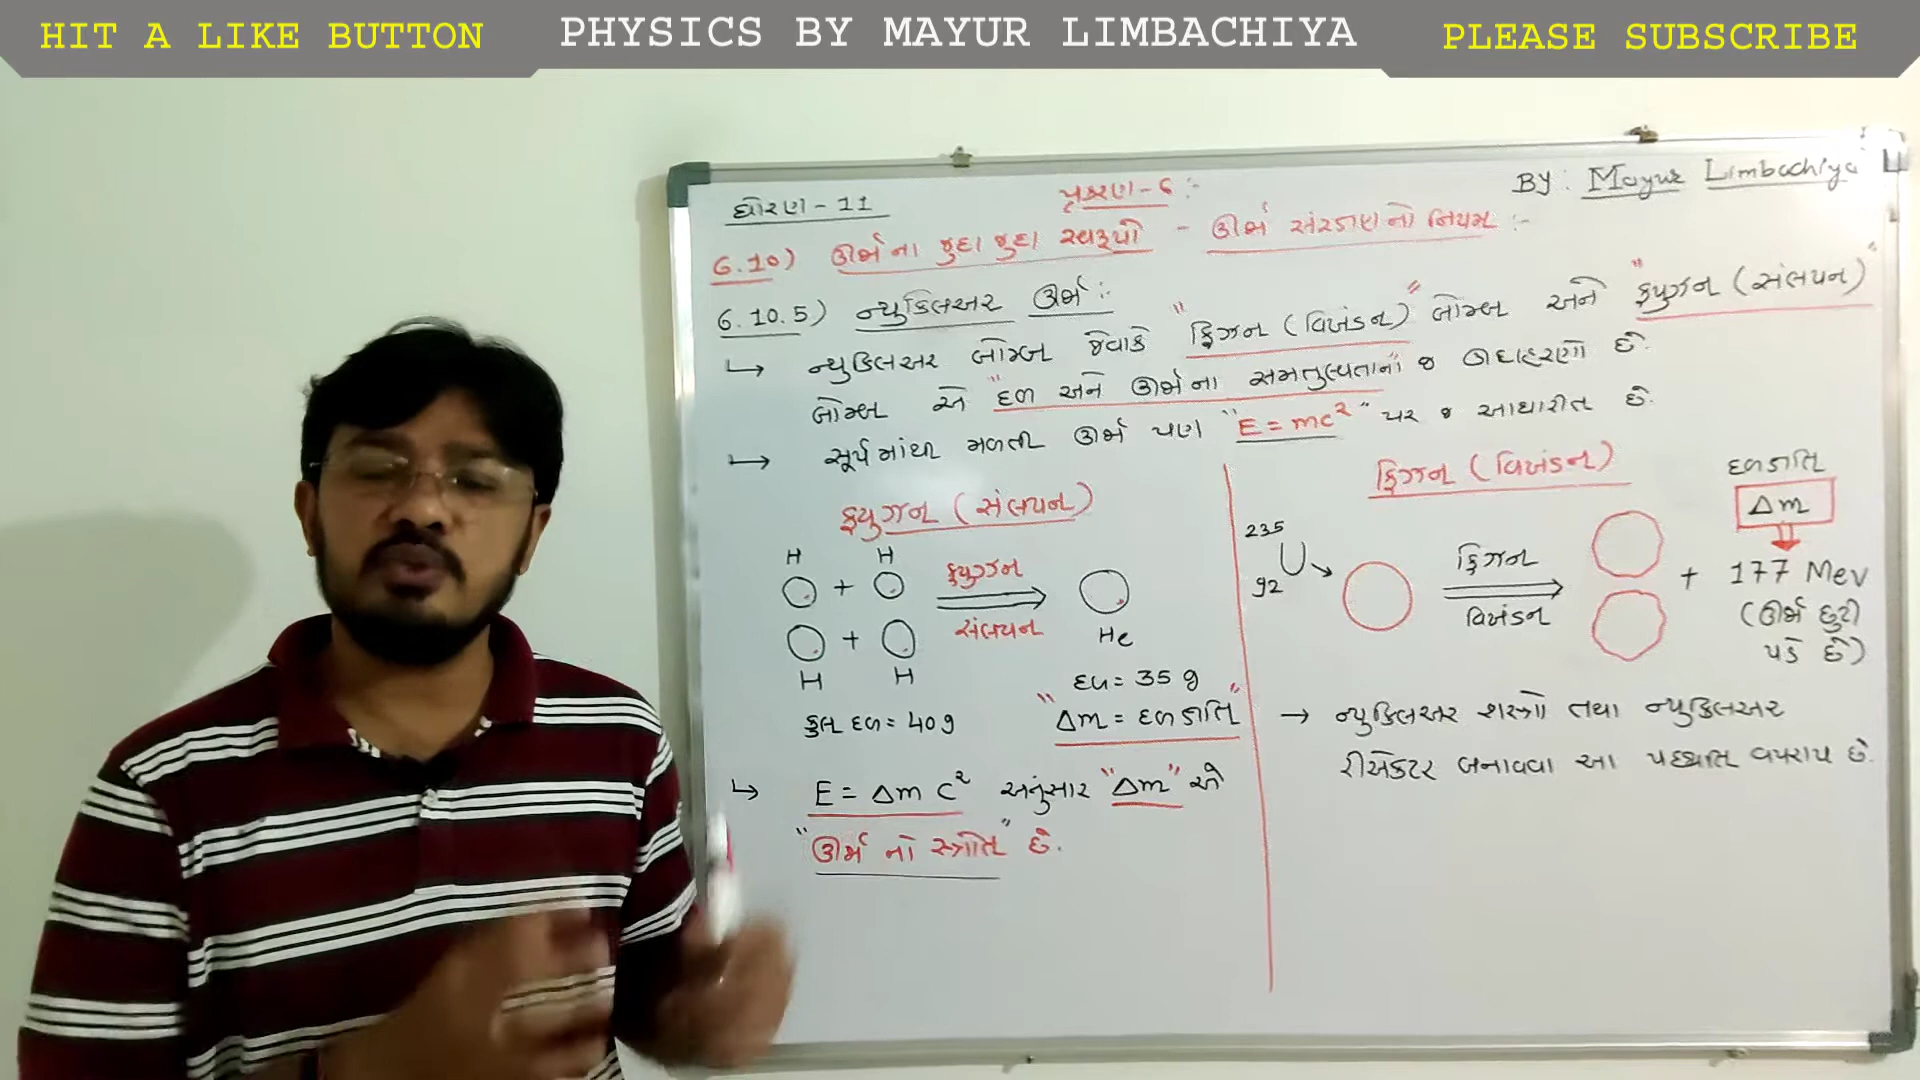 HIT A LIKE BUTTON
PHYSICS BY MAYUR LIMBACHIYA
PLEASE SUBSCRIBE
ધોરણ - 11
પ્રકરણ - ૬ :-
BY : Mayur Limbachiya
6.10) ઊર્જાના જુદા જુદા સ્વરૂપો - ઊર્જા સંરક્ષણનો નિયમ :-
6.10.5) ન્યુક્લિઅર ઊર્જા :-
↳ ન્યુક્લિઅર બોમ્બ જેવાકે "ફિઝન (વિખંડન)" બોમ્બ અને "ફ્યુઝન (સંલયન)"
બોમ્બ એ "દળ અને ઊર્જાના સમતુલ્યતાનાં" જ ઉદાહરણો છે.
→ સૂર્યમાંથી મળતી ઊર્જા પણ "E = mc²" પર જ આધારીત છે.
ફ્યુઝન (સંલયન)
H H
+ ફ્યુઝન
+ સંલયન
H H He
કુલ દળ = 40 g
દળ = 35 g
"Δm = દળક્ષતિ"
↳ E = Δm c² અનુસાર "Δm" એ
"ઊર્જા નો સ્ત્રોત" છે.
ફિઝન (વિખંડન)
દળક્ષતિ
Δm
235
U
92
ફિઝન
વિખંડન
+ 177 Mev
(ઊર્જા છુટી
પડે છે)
→ ન્યુક્લિઅર શસ્ત્રો તથા ન્યુક્લિઅર
રીએક્ટર બનાવવા આ પધ્ધતિ વપરાય છે.